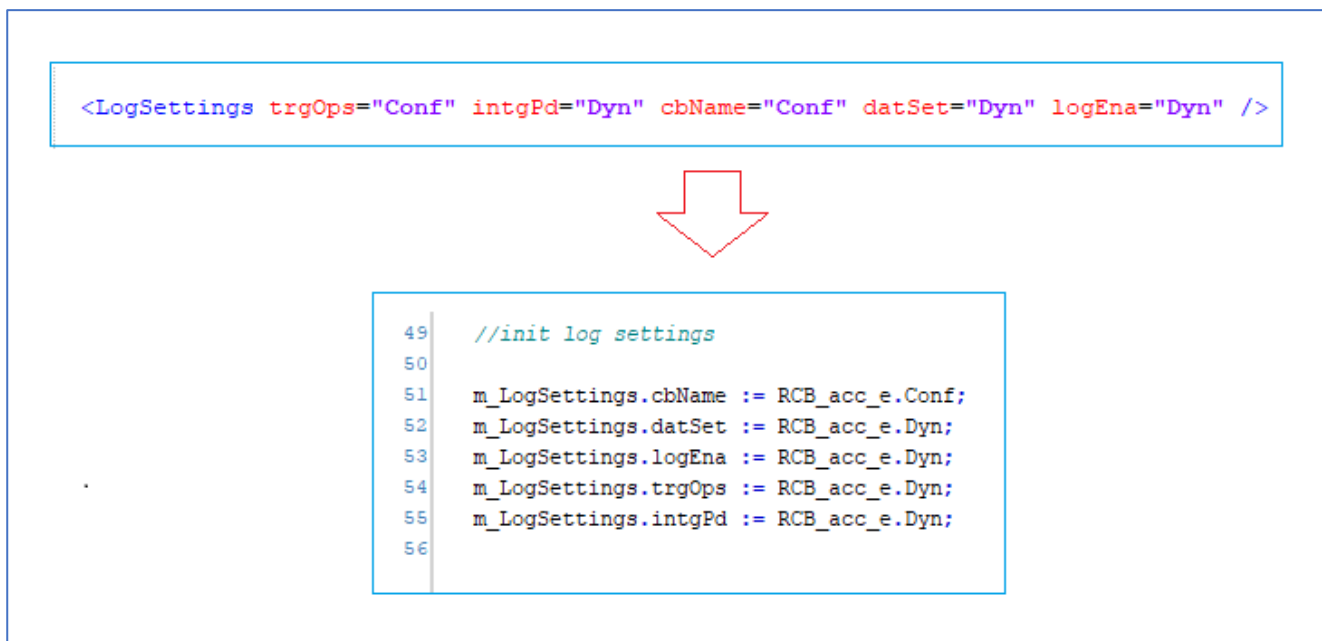 <LogSettings trgOps="Conf" intgPd="Dyn" cbName="Conf" datSet="Dyn" logEna="Dyn" />
49 //init log settings
50
51 m_LogSettings.cbName := RCB_acc_e.Conf;
52 m_LogSettings.datSet := RCB_acc_e.Dyn;
53 m_LogSettings.logEna := RCB_acc_e.Dyn;
54 m_LogSettings.trgOps := RCB_acc_e.Dyn;
55 m_LogSettings.intgPd := RCB_acc_e.Dyn;
56